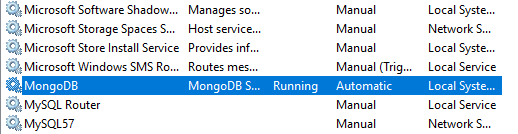 Microsoft Software Shadow... Manages so... Manual Local Syste...
Microsoft Storage Spaces S... Host service... Manual Network S...
Microsoft Store Install Service Provides inf... Manual Local Syste...
Microsoft Windows SMS Ro... Routes mes... Manual (Trig... Local Service
MongoDB MongoDB S... Running Automatic Local Syste...
MySQL Router Manual Local Service
MySQL57 Manual Network S...